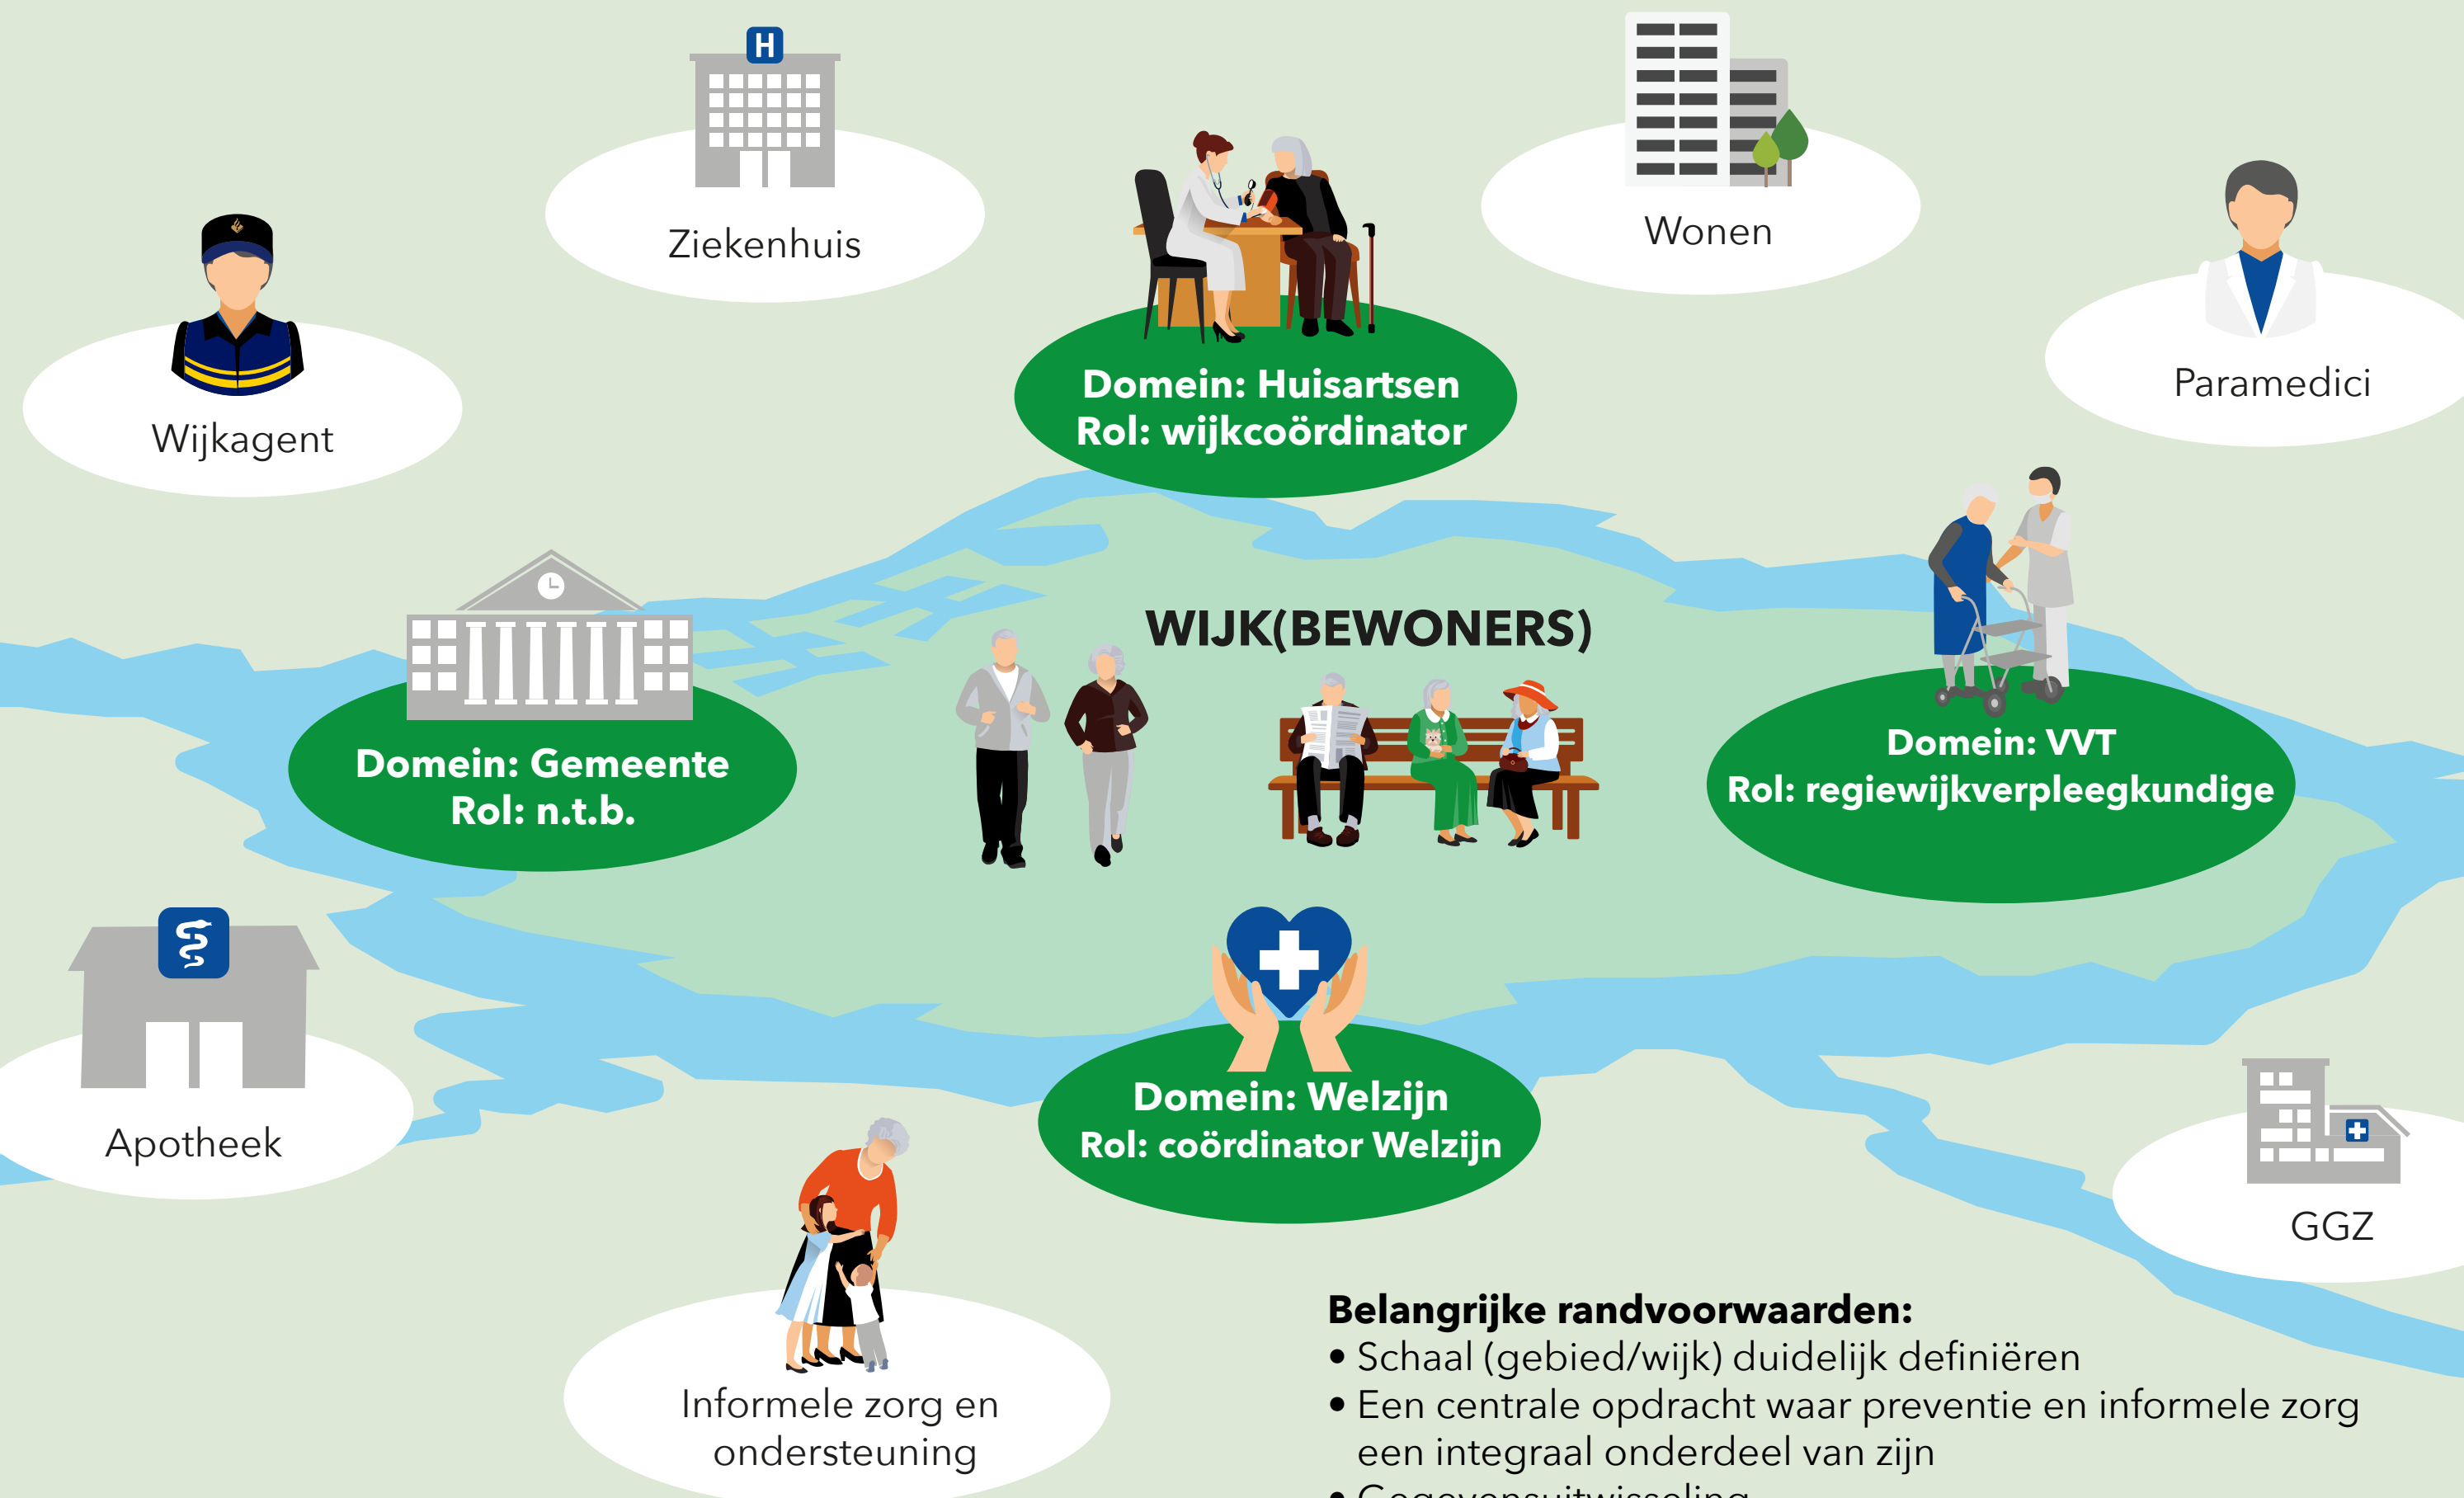 H
Ziekenhuis
Wonen
Wijkagent
Domein: Huisartsen
Rol: wijkcoördinator
Paramedici
WIJK(BEWONERS)
Domein: Gemeente
Rol: n.t.b.
Domein: VVT
Rol: regiewijkverpleegkundige
Apotheek
Domein: Welzijn
Rol: coördinator Welzijn
GGZ
Informele zorg en
ondersteuning
Belangrijke randvoorwaarden:
• Schaal (gebied/wijk) duidelijk definiëren
• Een centrale opdracht waar preventie en informele zorg
een integraal onderdeel van zijn
• Gegevensuitwisseling